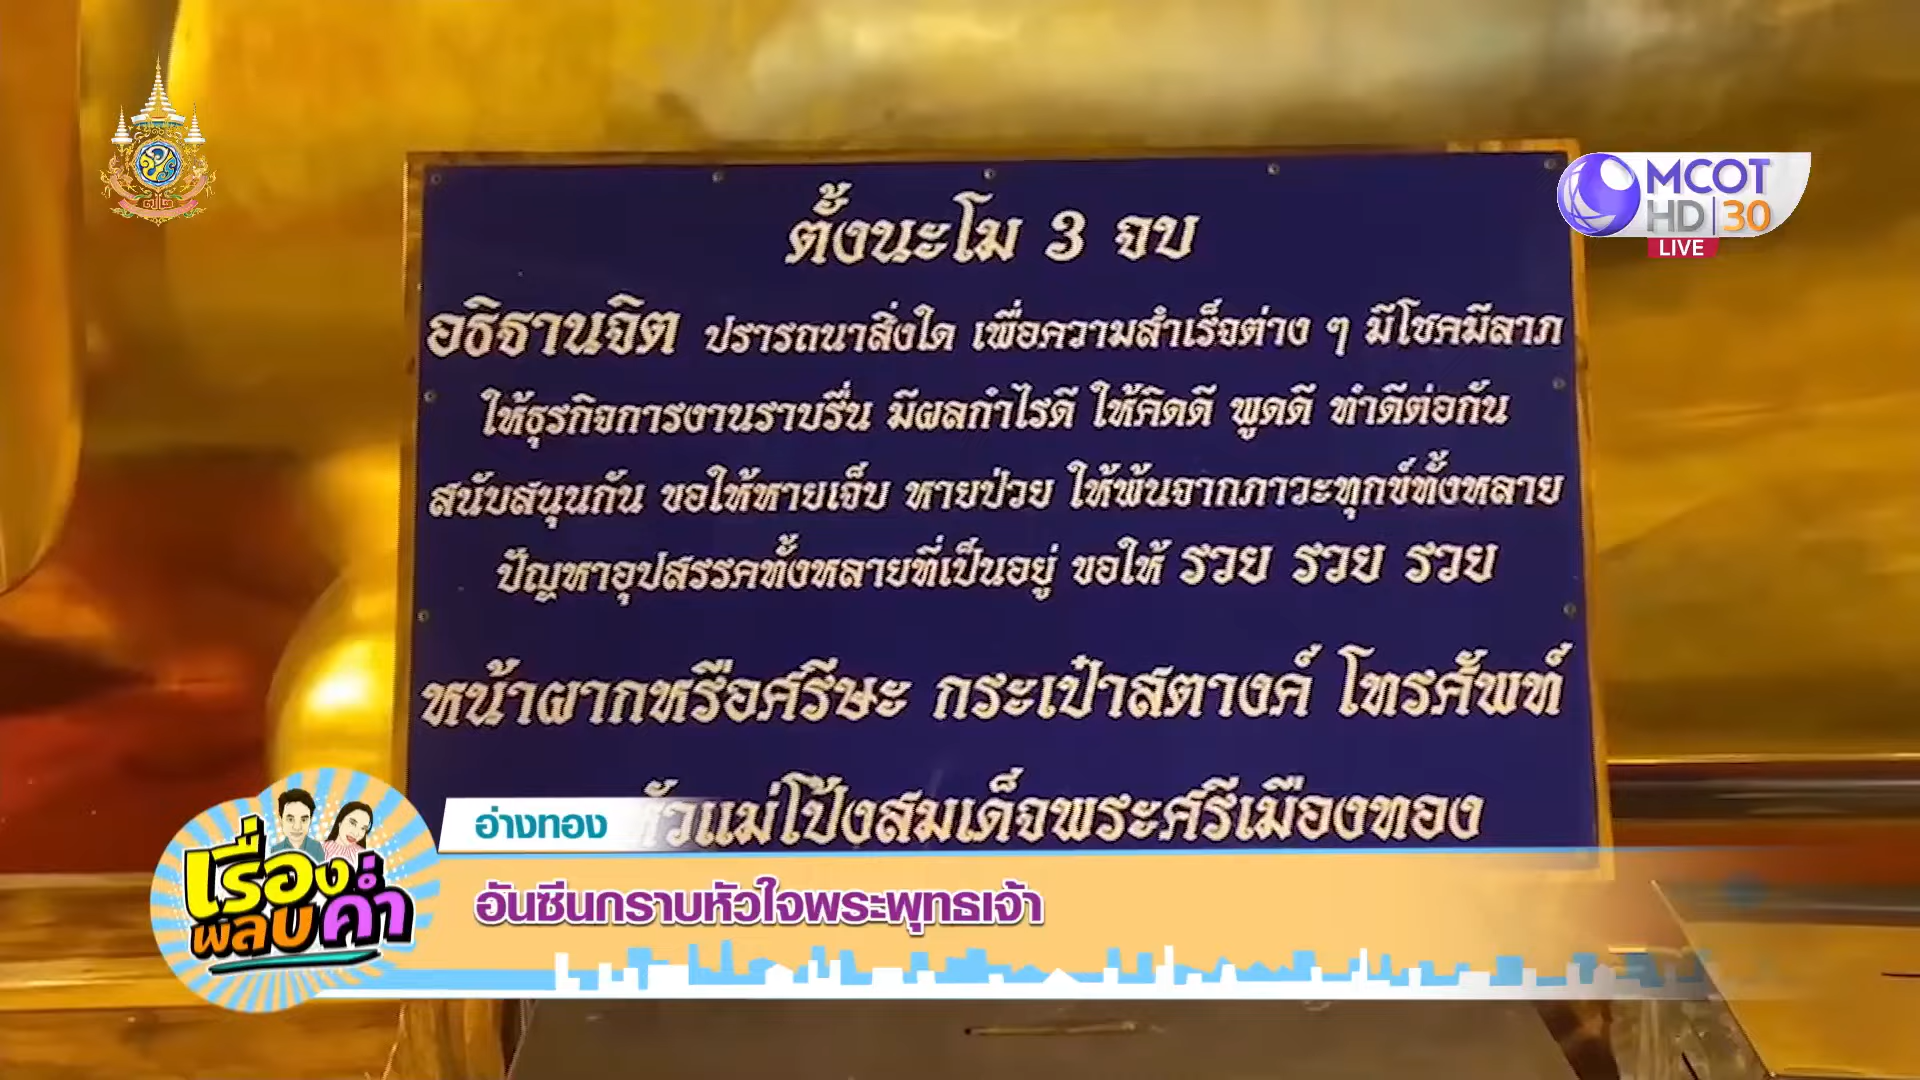 MCOT
HD 30
LIVE
ตั้งนะโม 3 จบ
อธิธานจิต ปรารถนาสิ่งใด เพื่อความสำเร็จต่าง ๆ มีโชคมีลาภ
ให้ธุรกิจการงานราบรื่น มีผลกำไรดี ให้คิดดี พูดดี ทำดีต่อกัน
สนับสนุนกัน ขอให้หายเจ็บ หายป่วย ให้พ้นจากภาวะทุกข์ทั้งหลาย
ปัญหาอุปสรรคทั้งหลายที่เป็นอยู่ ขอให้ รวย รวย รวย
หน้าผากหรือศรีษะ กระเป๋าสตางค์ โทรศัพท์
หัวแม่โป้งสมเด็จพระศรีเมืองทอง
อ่างทอง
อันซีนกราบหัวใจพระพุทธเจ้า
เรื่อง
พลบค่ำ